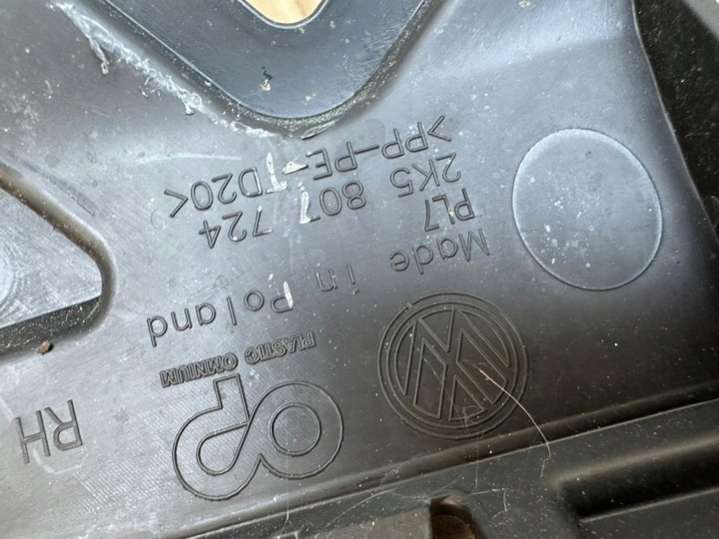 >PP-PE-TD20<
2K5 807 724
PL7
Made in Poland
PLASTIC OMNIUM
RH